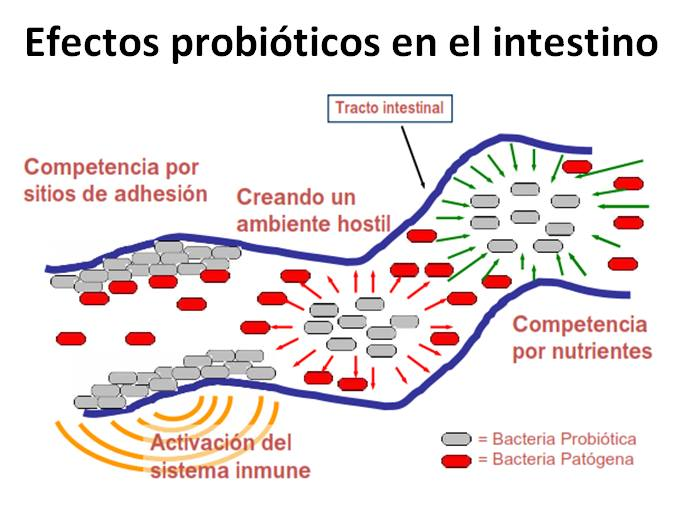 Efectos probióticos en el intestino
Tracto intestinal
Competencia por
sitios de adhesión
Creando un
ambiente hostil
Competencia
por nutrientes
Activación del
sistema inmune
= Bacteria Probiótica
= Bacteria Patógena